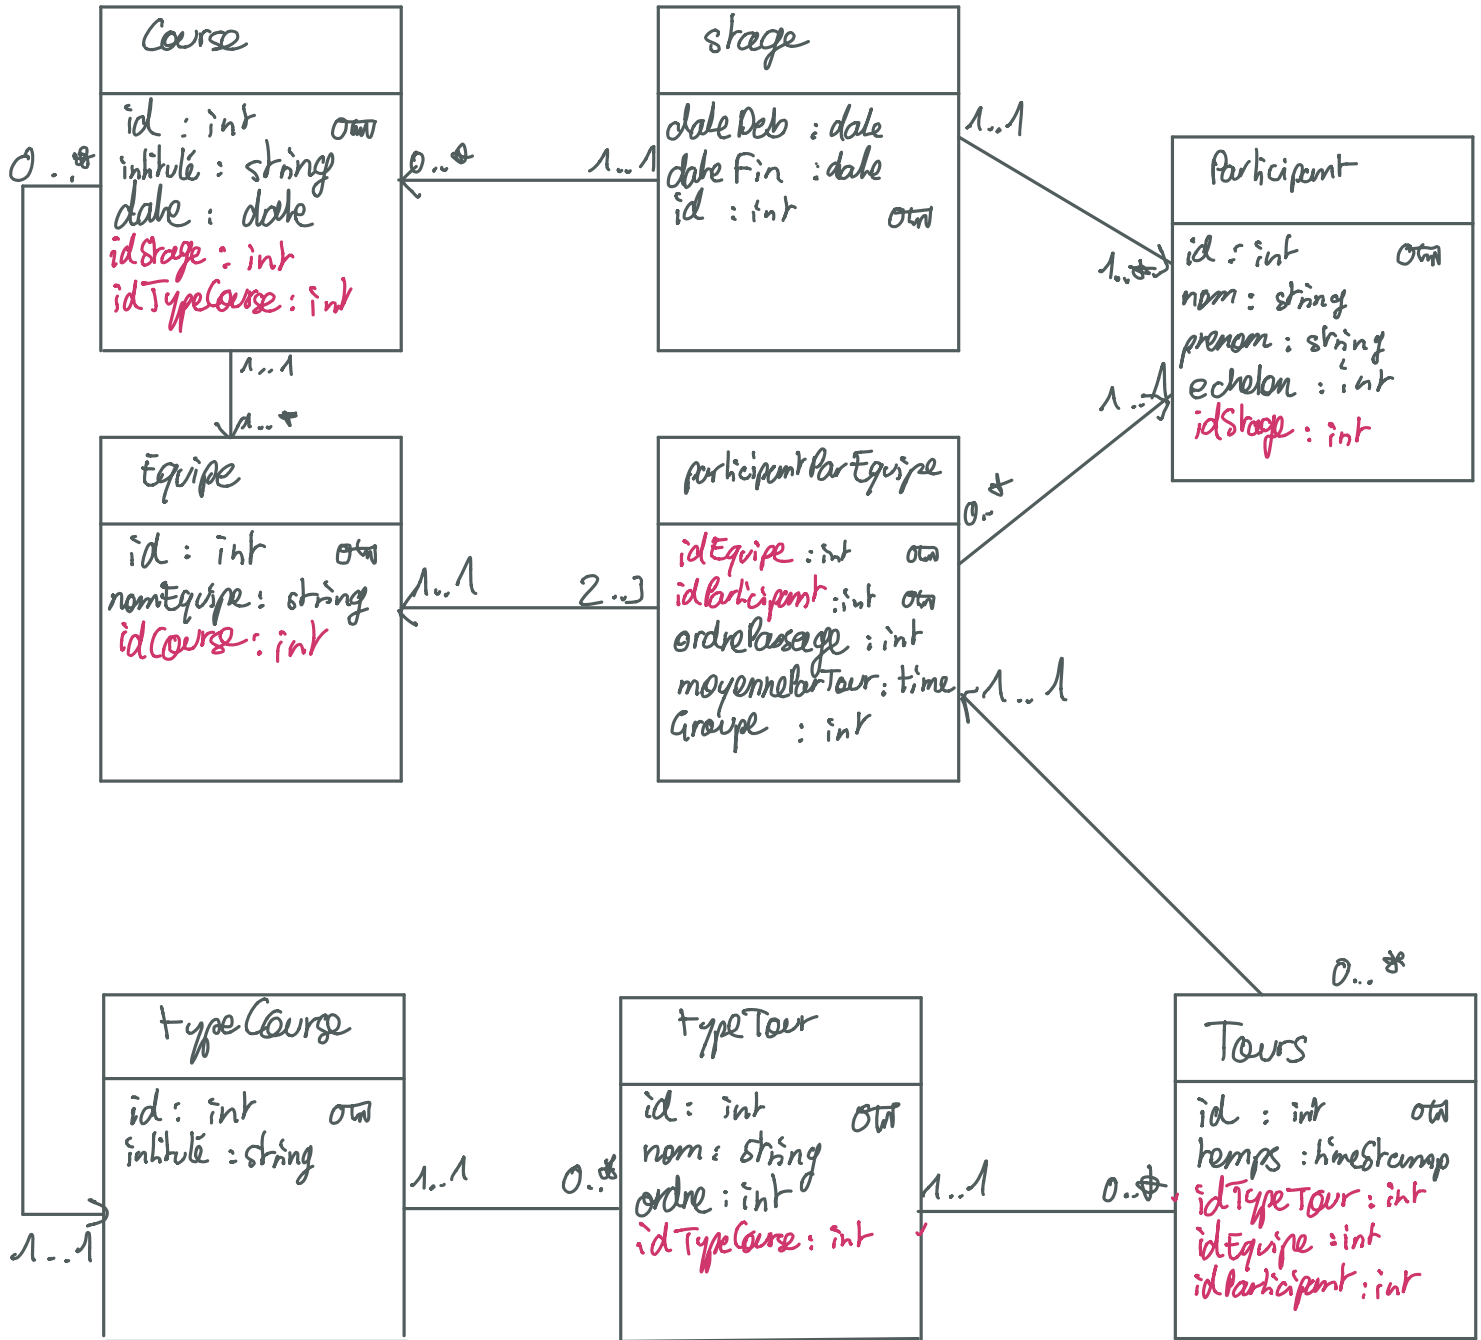 Course
id : int
intitulé : string
date : date
idStage : int
idTypeCourse : int
0..*
1..1
0..*
1..1
stage
dateDeb : date
dateFin : date
id : int
1..1
1..*
Participant
id : int
nom : string
prenom : string
echelon : int
idStage : int
1..*
Equipe
id : int
nomEquipe : string
idCourse : int
1..1
2..3
participantParEquipe
idEquipe : int
idParticipant : int
ordrePassage : int
moyenneParTour : time
Groupe : int
0..*
1..1
1..1
0..*
typeCourse
id : int
intitulé : string
1..1
1..1
0..*
typeTour
id : int
nom : string
ordre : int
idTypeCourse : int
1..1
0..*
Tours
id : int
temps : timeStamp
idTypeTour : int
idEquipe : int
idParticipant : int